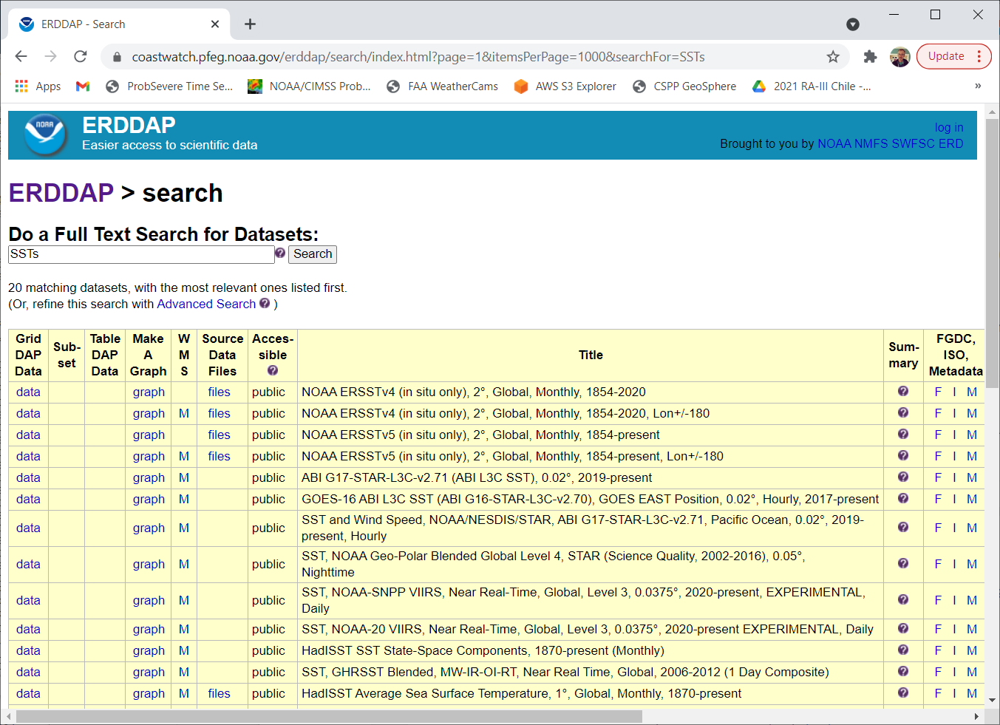 ERDDAP - Search
coastwatch.pfeg.noaa.gov/erddap/search/index.html?page=1&itemsPerPage=1000&searchFor=SSTs
Update
Apps
ProbSevere Time Se...
NOAA/CIMSS Prob...
FAA WeatherCams
AWS S3 Explorer
CSPP GeoSphere
2021 RA-III Chile -...
»
NOAA
ERDDAP
Easier access to scientific data
log in
Brought to you by NOAA NMFS SWFSC ERD
ERDDAP > search
Do a Full Text Search for Datasets:
SSTs ? Search
20 matching datasets, with the most relevant ones listed first.
(Or, refine this search with Advanced Search ? )
Grid DAP Data Sub-set Table DAP Data Make A Graph W M S Source Data Files Acces-sible ? Title Sum-mary FGDC, ISO, Metadata
data graph files public NOAA ERSSTv4 (in situ only), 2°, Global, Monthly, 1854-2020 ? F I M
data graph M files public NOAA ERSSTv4 (in situ only), 2°, Global, Monthly, 1854-2020, Lon+/-180 ? F I M
data graph files public NOAA ERSSTv5 (in situ only), 2°, Global, Monthly, 1854-present ? F I M
data graph M files public NOAA ERSSTv5 (in situ only), 2°, Global, Monthly, 1854-present, Lon+/-180 ? F I M
data graph M public ABI G17-STAR-L3C-v2.71 (ABI L3C SST), 0.02°, 2019-present ? F I M
data graph M public GOES-16 ABI L3C SST (ABI G16-STAR-L3C-v2.70), GOES EAST Position, 0.02°, Hourly, 2017-present ? F I M
data graph M public SST and Wind Speed, NOAA/NESDIS/STAR, ABI G17-STAR-L3C-v2.71, Pacific Ocean, 0.02°, 2019-
present, Hourly ? F I M
data graph M public SST, NOAA Geo-Polar Blended Global Level 4, STAR (Science Quality, 2002-2016), 0.05°,
Nighttime ? F I M
data graph M public SST, NOAA-SNPP VIIRS, Near Real-Time, Global, Level 3, 0.0375°, 2020-present, EXPERIMENTAL,
Daily ? F I M
data graph M public SST, NOAA-20 VIIRS, Near Real-Time, Global, Level 3, 0.0375°, 2020-present EXPERIMENTAL, Daily ? F I M
data graph M public HadISST SST State-Space Components, 1870-present (Monthly) ? F I M
data graph M public SST, GHRSST Blended, MW-IR-OI-RT, Near Real Time, Global, 2006-2012 (1 Day Composite) ? F I M
data graph M files public HadISST Average Sea Surface Temperature, 1°, Global, Monthly, 1870-present ? F I M